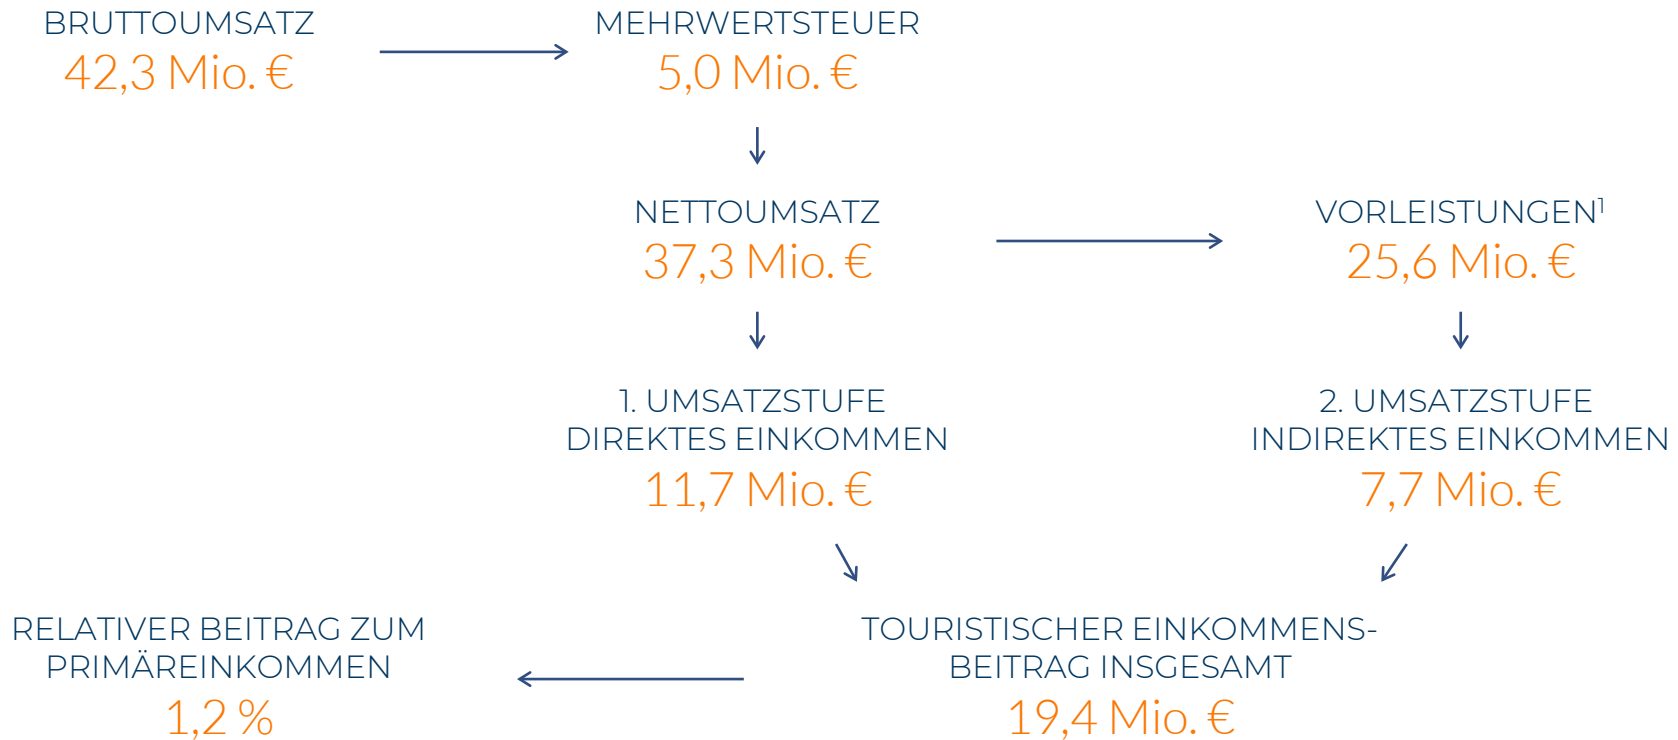 BRUTTOUMSATZ
42,3 Mio. €
MEHRWERTSTEUER
5,0 Mio. €
NETTOUMSATZ
37,3 Mio. €
VORLEISTUNGEN¹
25,6 Mio. €
1. UMSATZSTUFE
DIREKTES EINKOMMEN
11,7 Mio. €
2. UMSATZSTUFE
INDIREKTES EINKOMMEN
7,7 Mio. €
RELATIVER BEITRAG ZUM
PRIMÄREINKOMMEN
1,2 %
TOURISTISCHER EINKOMMENS-
BEITRAG INSGESAMT
19,4 Mio. €